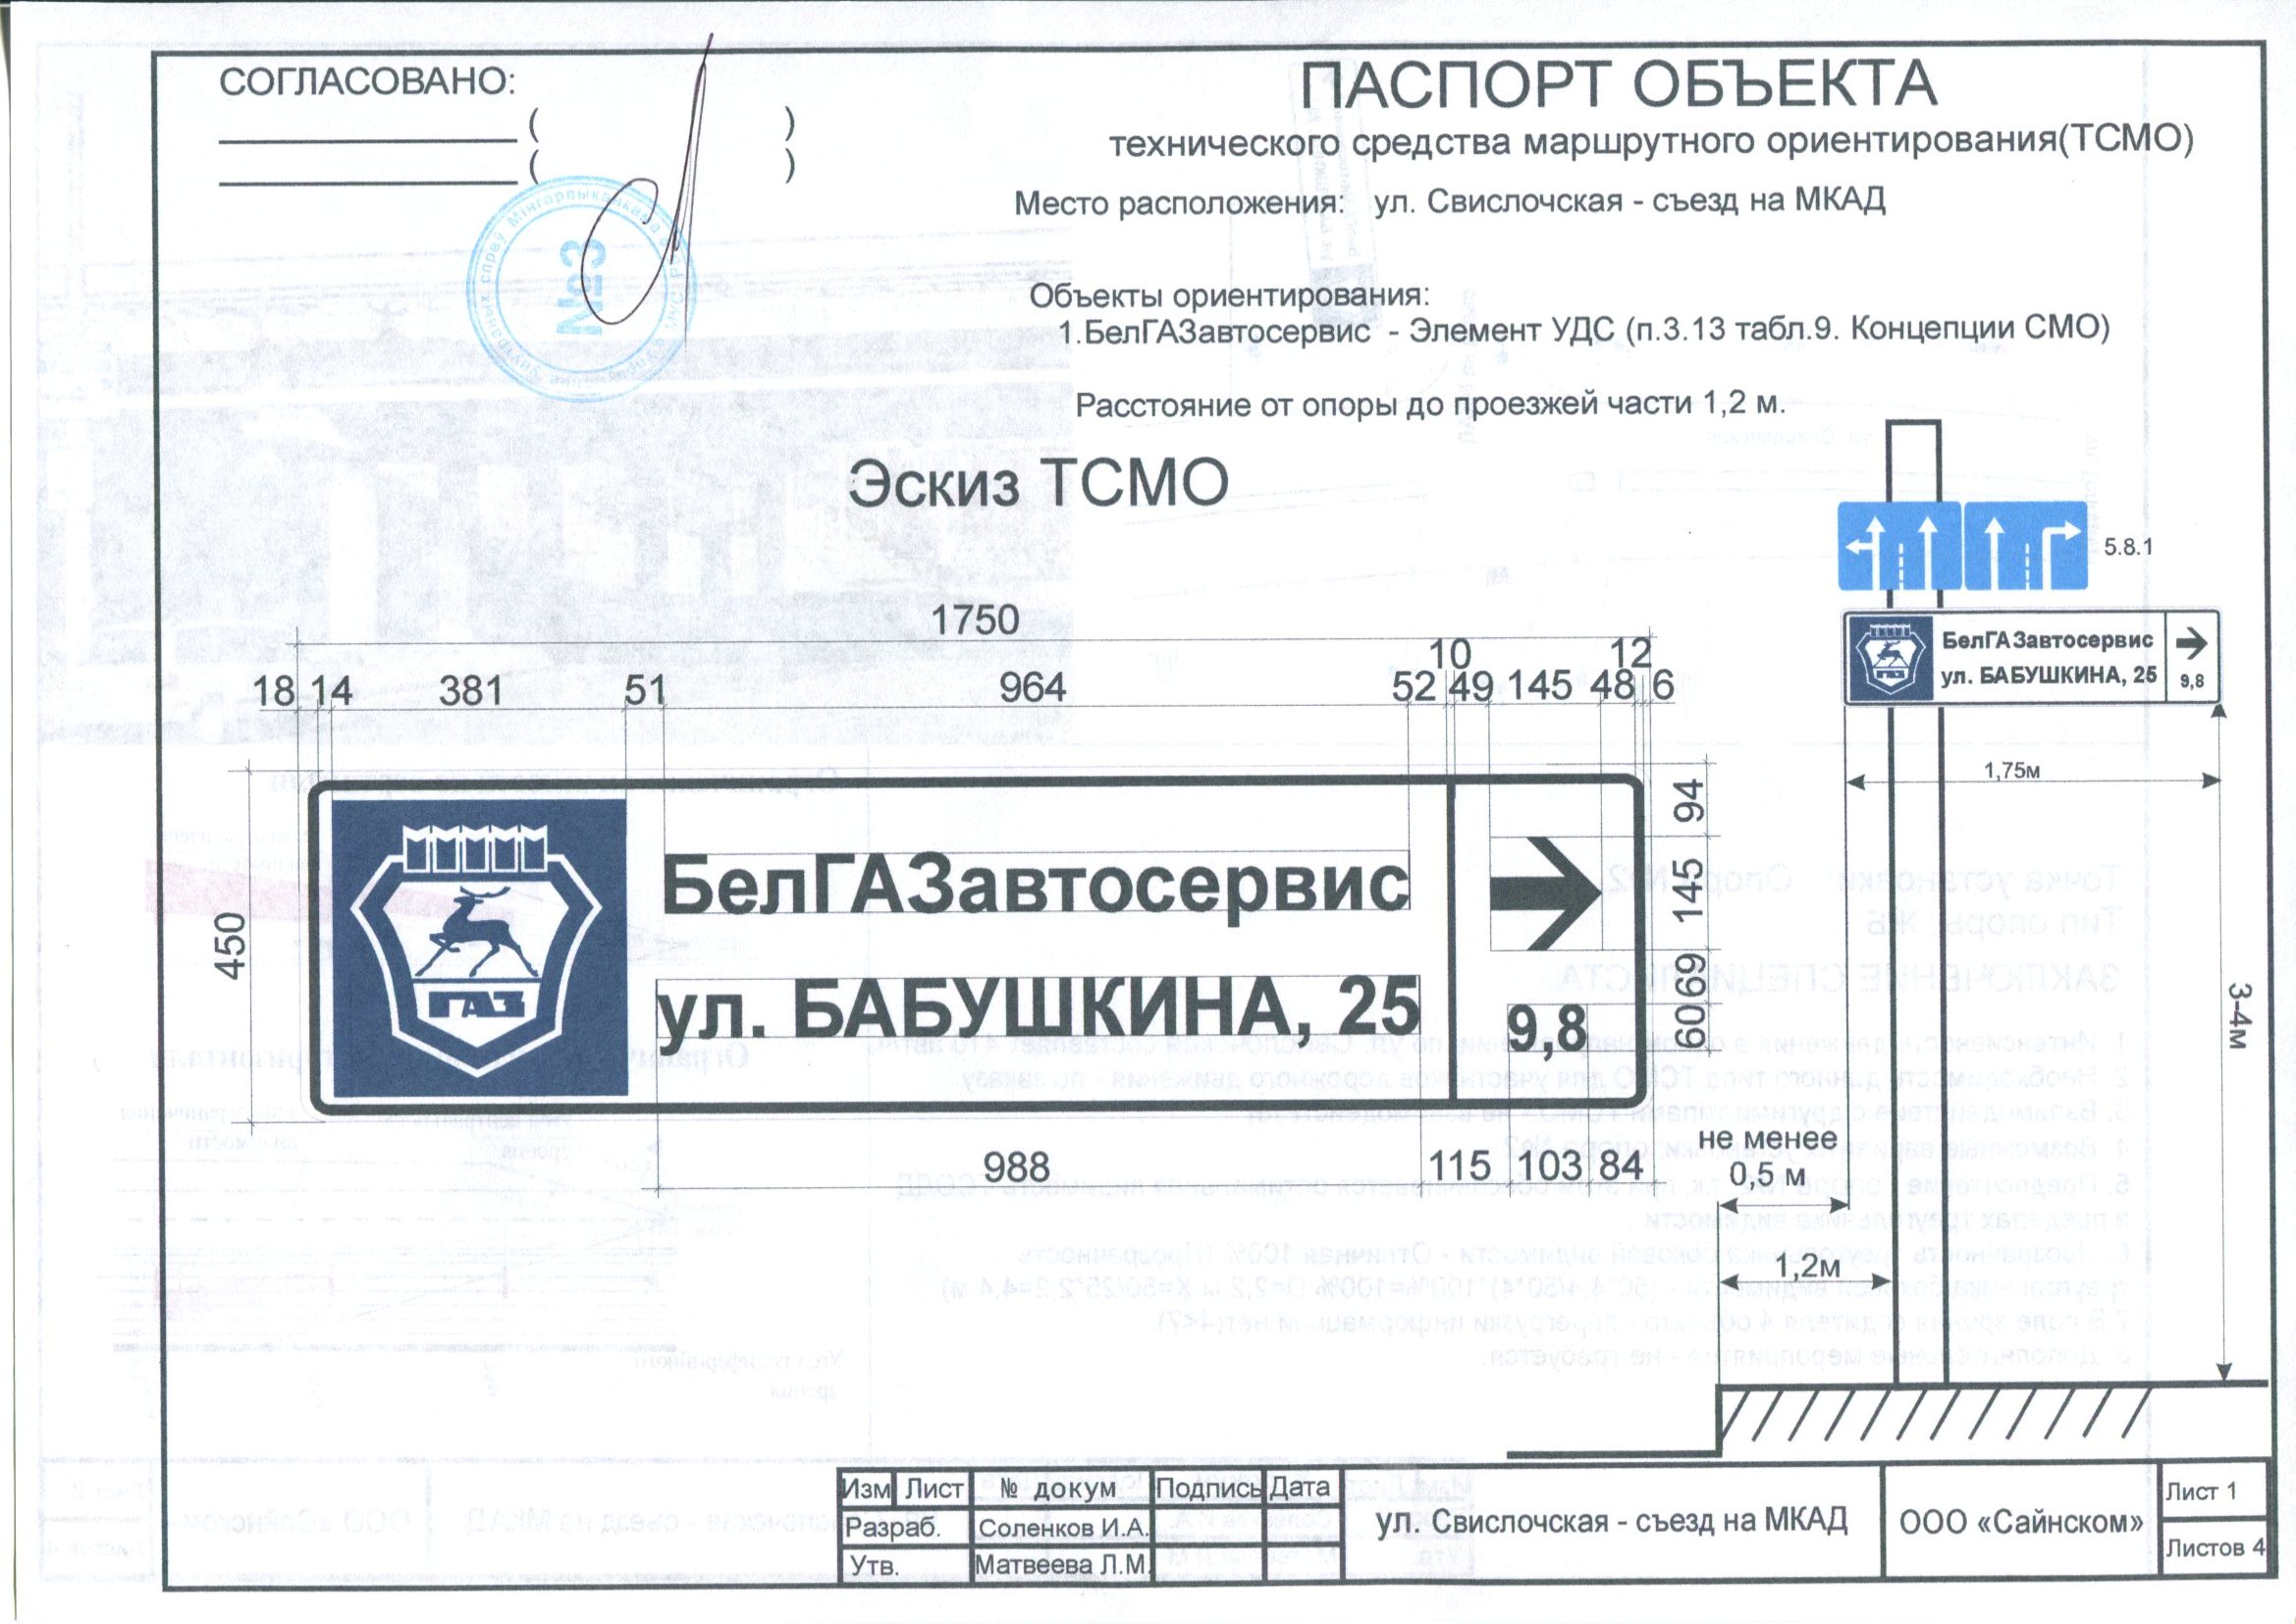 СОГЛАСОВАНО:
( )
( )
№3
ПАСПОРТ ОБЪЕКТА
технического средства маршрутного ориентирования(ТСМО)
Место расположения: ул. Свислочская - съезд на МКАД
Объекты ориентирования:
1.БелГАЗавтосервис - Элемент УДС (п.3.13 табл.9. Концепции СМО)
Расстояние от опоры до проезжей части 1,2 м.
Эскиз ТСМО
5.8.1
БелГАЗавтосервис
ул. БАБУШКИНА, 25
9,8
1,75м
3-4м
1750
10 12
18 14 381 51 964 52 49 145 48 6
94
145
69
60
450
ГАЗ
БелГАЗавтосервис
ул. БАБУШКИНА, 25
9,8
988 115 103 84
не менее
0,5 м
1,2м
Изм Лист № докум Подпись Дата
Разраб. Соленков И.А.
Утв. Матвеева Л.М
ул. Свислочская - съезд на МКАД
ООО «Сайнском»
Лист 1
Листов 4